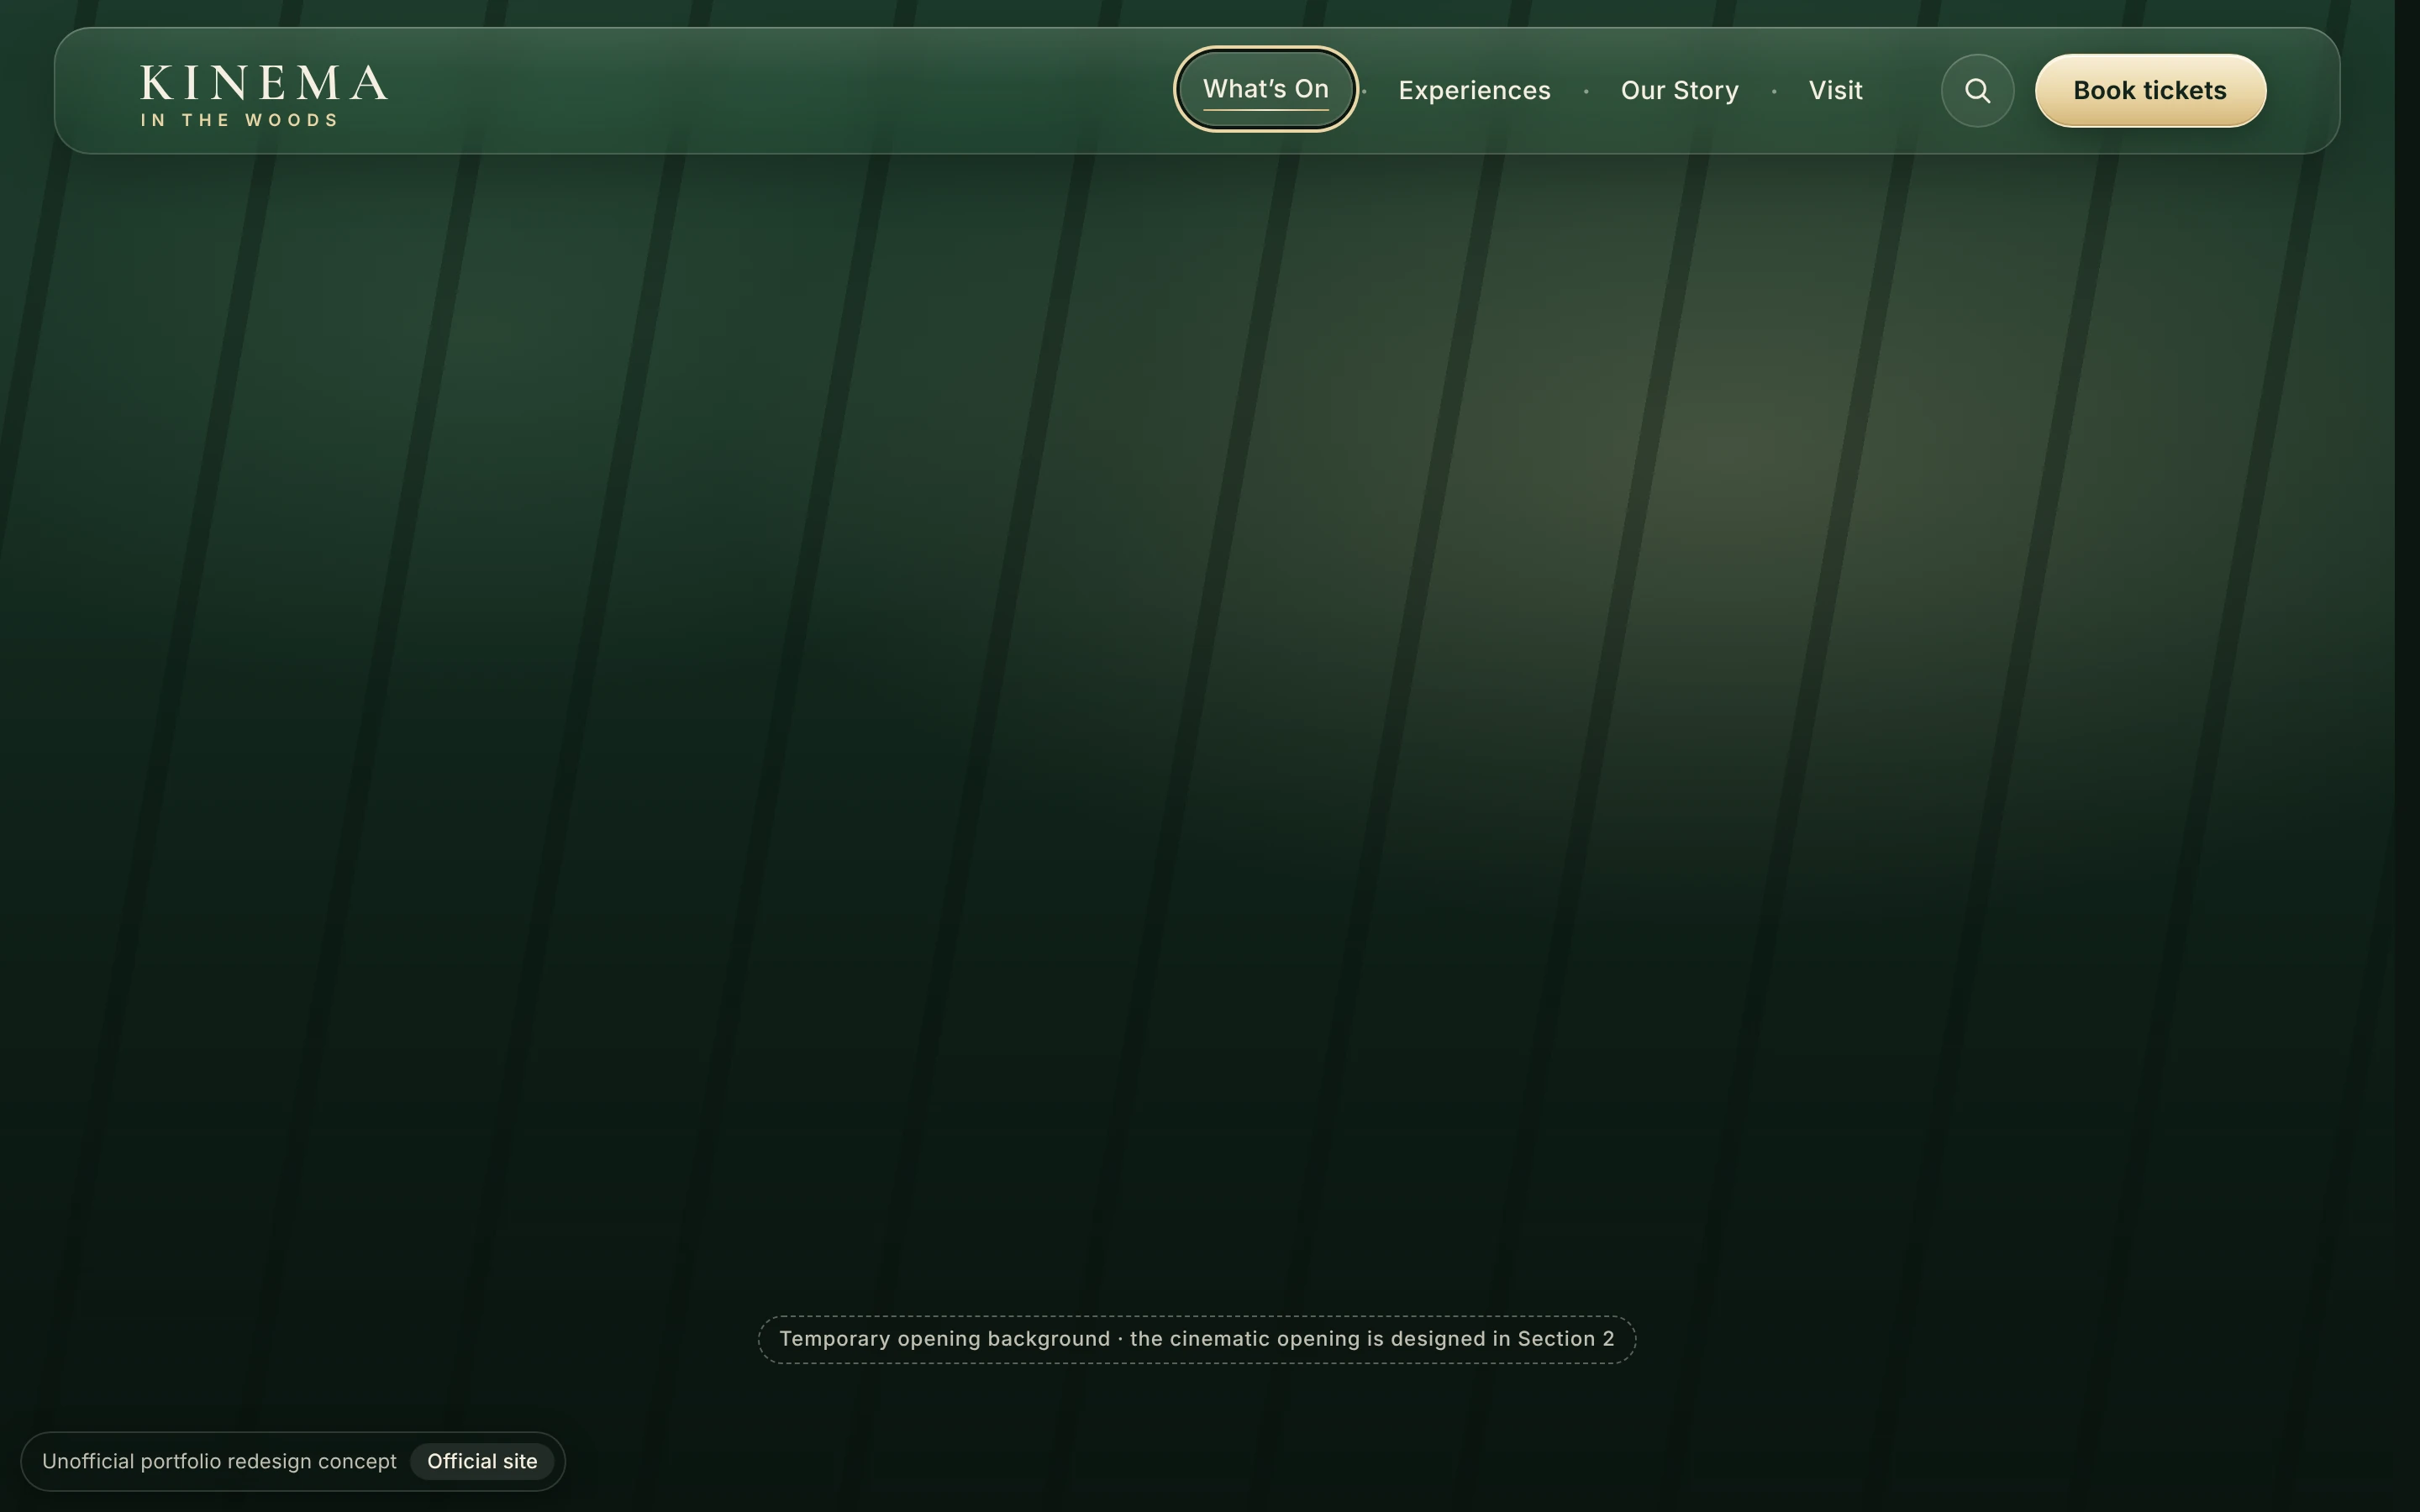 KINEMA
IN THE WOODS
What’s On · Experiences · Our Story · Visit
Book tickets
Temporary opening background · the cinematic opening is designed in Section 2
Unofficial portfolio redesign concept Official site